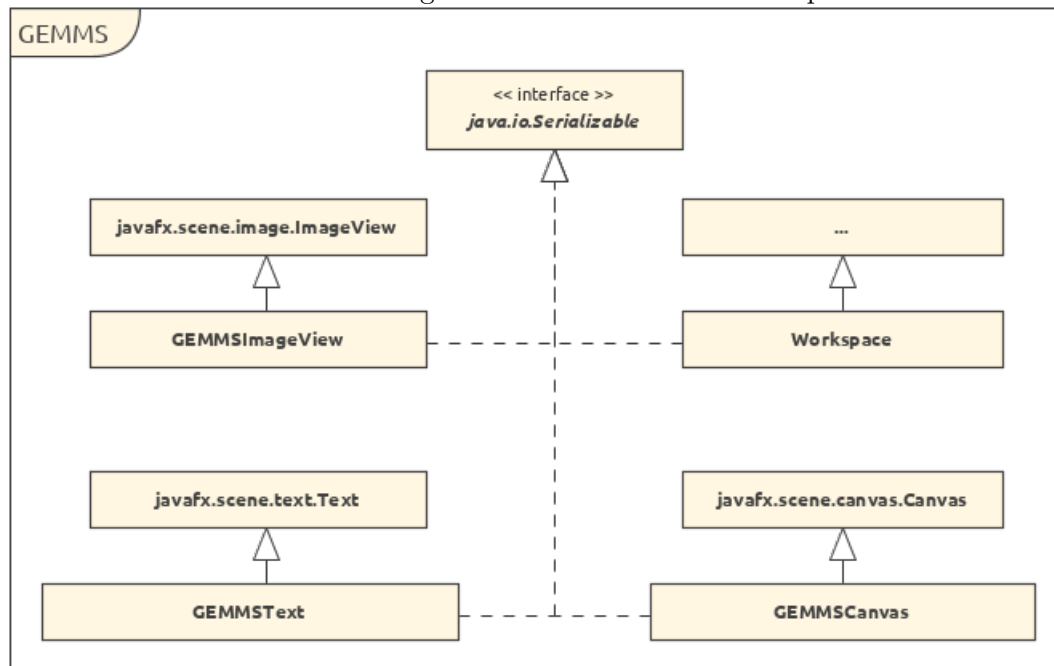 GEMMS
<< interface >>
java.io.Serializable
javafx.scene.image.ImageView
...
GEMMSImageView
Workspace
javafx.scene.text.Text
javafx.scene.canvas.Canvas
GEMMSText
GEMMSCanvas